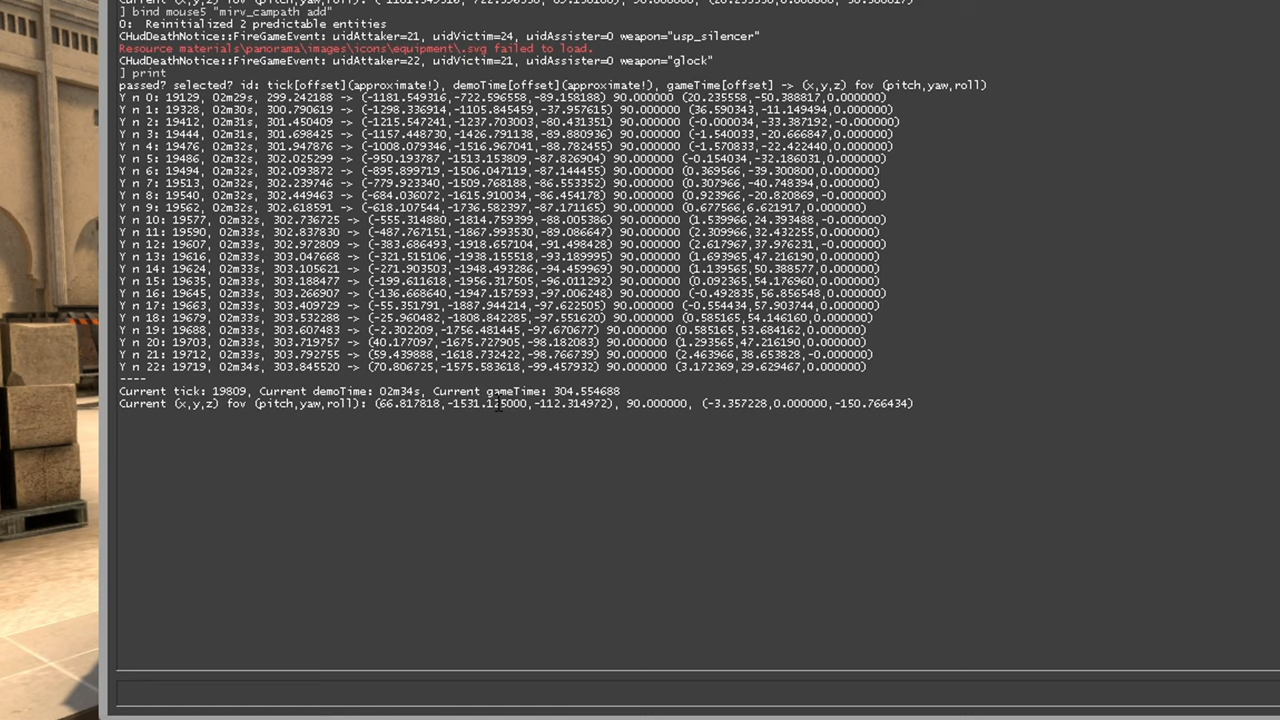 ] bind mouse5 "mirv_campath add"
0:  Reinitialized 2 predictable entities
CHudDeathNotice::FireGameEvent: uidAttaker=21, uidVictim=24, uidAssister=0 weapon="usp_silencer"
Resource materials\panorama\images\icons\equipment\.svg failed to load.
CHudDeathNotice::FireGameEvent: uidAttaker=22, uidVictim=21, uidAssister=0 weapon="glock"
] print
passed? selected? id: tick[offset](approximate!), demoTime[offset](approximate!), gameTime[offset] -> (x,y,z) fov (pitch,yaw,roll)
Y n 0: 19129, 02m29s, 299.242188 -> (-1181.549316,-722.596558,-89.158188) 90.000000 (20.235558,-50.388817,0.000000)
Y n 1: 19328, 02m30s, 300.790619 -> (-1298.336914,-1105.845459,-37.957615) 90.000000 (36.590343,-11.149494,0.000000)
Y n 2: 19412, 02m31s, 301.450409 -> (-1215.547241,-1237.703003,-80.431351) 90.000000 (-0.000034,-33.387192,-0.000000)
Y n 3: 19444, 02m31s, 301.698425 -> (-1157.448730,-1426.791138,-89.880936) 90.000000 (-1.540033,-20.666847,0.000000)
Y n 4: 19476, 02m31s, 301.947876 -> (-1008.079346,-1516.967041,-88.782455) 90.000000 (-1.570833,-22.422440,0.000000)
Y n 5: 19486, 02m32s, 302.025299 -> (-950.193787,-1513.153809,-87.826904) 90.000000 (-0.154034,-32.186031,0.000000)
Y n 6: 19494, 02m32s, 302.093872 -> (-895.899719,-1506.047119,-87.144455) 90.000000 (0.369566,-39.300800,0.000000)
Y n 7: 19513, 02m32s, 302.239746 -> (-779.923340,-1509.768188,-86.553352) 90.000000 (0.307966,-40.748394,0.000000)
Y n 8: 19540, 02m32s, 302.449463 -> (-684.036072,-1615.910034,-86.454178) 90.000000 (0.923966,-20.820869,-0.000000)
Y n 9: 19562, 02m32s, 302.618591 -> (-618.107544,-1736.582397,-87.171165) 90.000000 (0.677566,6.621917,0.000000)
Y n 10: 19577, 02m32s, 302.736725 -> (-555.314880,-1814.759399,-88.005386) 90.000000 (1.539966,24.393488,-0.000000)
Y n 11: 19590, 02m33s, 302.837830 -> (-487.767151,-1867.993530,-89.086647) 90.000000 (2.309966,32.432255,0.000000)
Y n 12: 19607, 02m33s, 302.972809 -> (-383.686493,-1918.657104,-91.498428) 90.000000 (2.617967,37.976231,-0.000000)
Y n 13: 19616, 02m33s, 303.047668 -> (-321.515106,-1938.155518,-93.189995) 90.000000 (1.693965,47.216190,0.000000)
Y n 14: 19624, 02m33s, 303.105621 -> (-271.903503,-1948.493286,-94.459969) 90.000000 (1.139565,50.388577,0.000000)
Y n 15: 19635, 02m33s, 303.188477 -> (-199.611618,-1956.317505,-96.011292) 90.000000 (0.092365,54.176960,0.000000)
Y n 16: 19645, 02m33s, 303.266907 -> (-136.668640,-1947.157593,-97.006248) 90.000000 (-0.492835,56.856548,0.000000)
Y n 17: 19663, 02m33s, 303.409729 -> (-55.351791,-1887.944214,-97.622505) 90.000000 (-0.554434,57.903744,0.000000)
Y n 18: 19679, 02m33s, 303.532288 -> (-25.960482,-1808.842285,-97.551620) 90.000000 (0.585165,54.146160,0.000000)
Y n 19: 19688, 02m33s, 303.607483 -> (-2.302209,-1756.481445,-97.670677) 90.000000 (0.585165,53.684162,0.000000)
Y n 20: 19703, 02m33s, 303.719757 -> (40.177097,-1675.727905,-98.182083) 90.000000 (1.293565,47.216190,0.000000)
Y n 21: 19712, 02m33s, 303.792755 -> (59.439888,-1618.732422,-98.766739) 90.000000 (2.463966,38.653828,-0.000000)
Y n 22: 19719, 02m34s, 303.845520 -> (70.806725,-1575.583618,-99.457932) 90.000000 (3.172369,29.629467,0.000000)
----
Current tick: 19809, Current demoTime: 02m34s, Current gameTime: 304.554688
Current (x,y,z) fov (pitch,yaw,roll): (66.817818,-1531.125000,-112.314972), 90.000000, (-3.357228,0.000000,-150.766434)